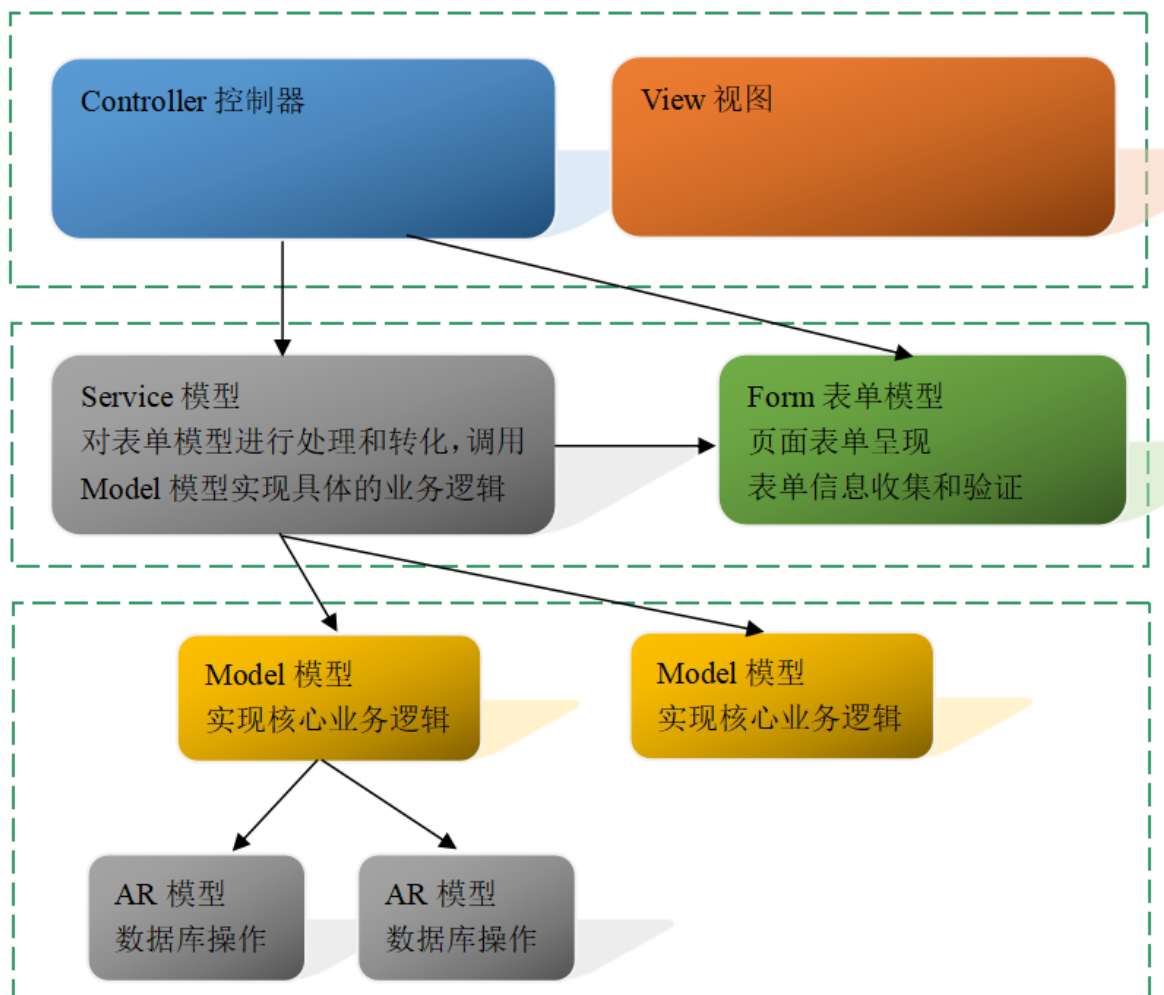 Controller 控制器
View 视图
Service 模型
对表单模型进行处理和转化，调用
Model 模型实现具体的业务逻辑
Form 表单模型
页面表单呈现
表单信息收集和验证
Model 模型
实现核心业务逻辑
Model 模型
实现核心业务逻辑
AR 模型
数据库操作
AR 模型
数据库操作